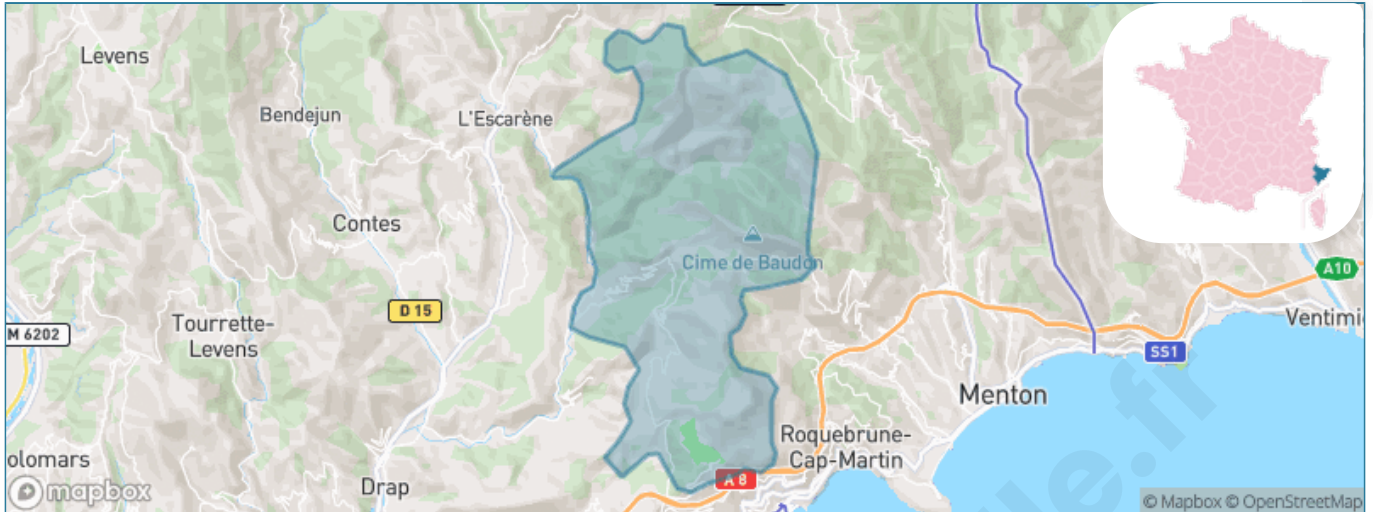 Levens
Bendejun
L'Escarène
Contes
Cime de Baudon
A10
D 15
Tourrette-
Levens
M 6202
Ventimi
SS1
Menton
Roquebrune-
Cap-Martin
olomars
Drap
A 8
mapbox
© Mapbox © OpenStreetMap